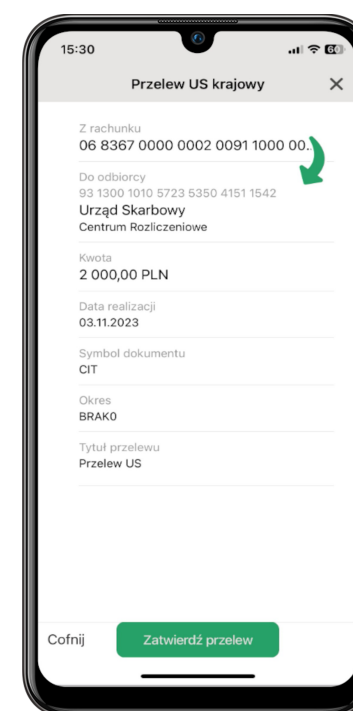 15:30
60
Przelew US krajowy
Z rachunku
06 8367 0000 0002 0091 1000 00..
Do odbiorcy
93 1300 1010 5723 5350 4151 1542
Urząd Skarbowy
Centrum Rozliczeniowe
Kwota
2 000,00 PLN
Data realizacji
03.11.2023
Symbol dokumentu
CIT
Okres
BRAK0
Tytuł przelewu
Przelew US
Cofnij
Zatwierdź przelew